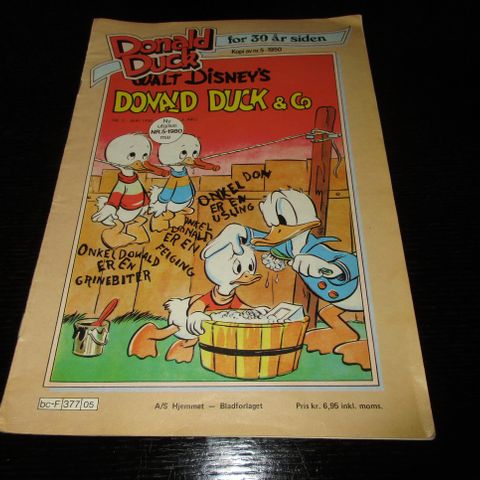 Donald
Duck
for 30 år siden
Kopi av nr. 5 - 1950
WALT DISNEY'S
DONALD DUCK & Co
Ny
utgave
NR. 5-1980
ONKEL DON
ER EN
USLING
ONKEL
DONALD
ER EN
FEIGING
ONKEL DONALD
ER EN
GRINEBITER
bc-F 377 05
A/S Hjemmet — Bladforlaget
Pris kr. 6,95 inkl. moms.